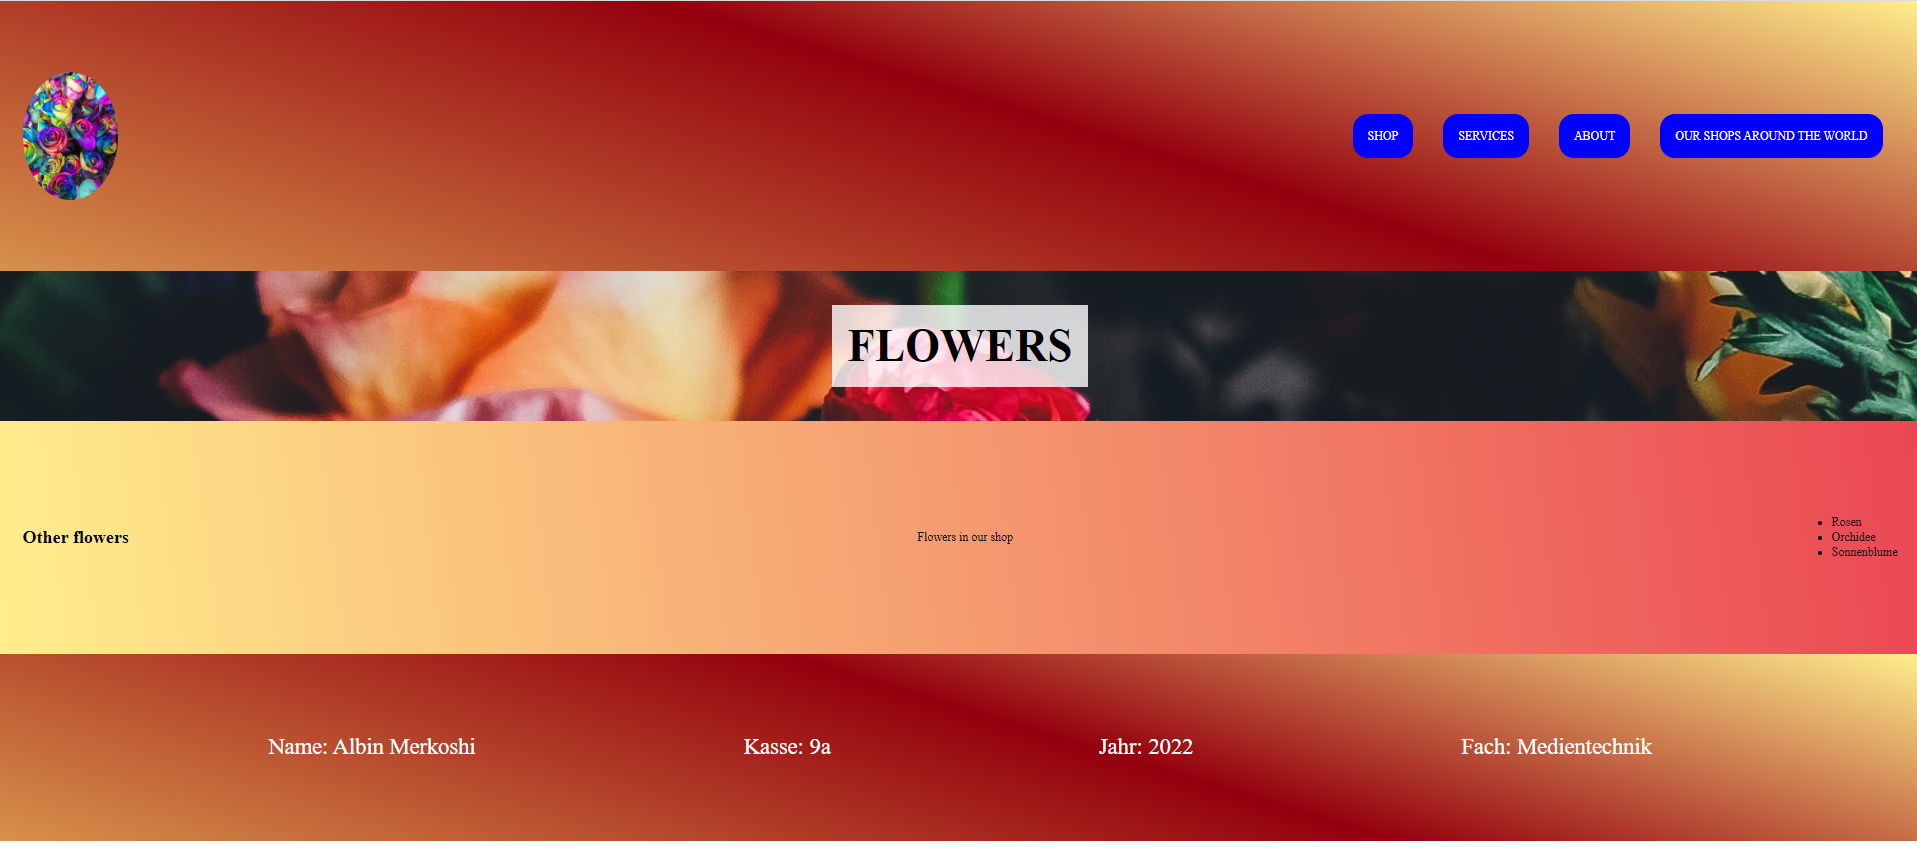 SHOP
SERVICES
ABOUT
OUR SHOPS AROUND THE WORLD
FLOWERS
Other flowers
Flowers in our shop
Rosen
Orchidee
Sonnenblume
Name: Albin Merkoshi
Kasse: 9a
Jahr: 2022
Fach: Medientechnik